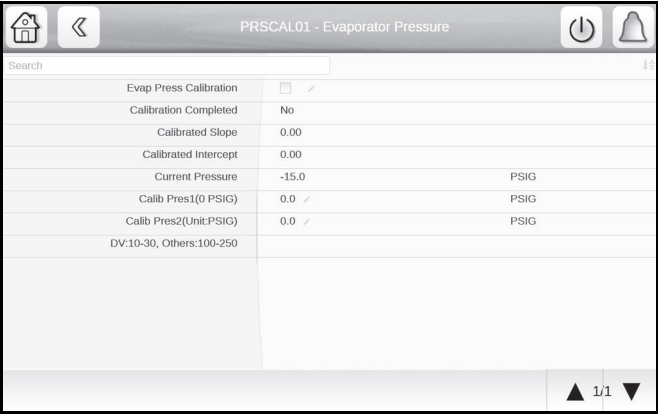 PRSCAL01 - Evaporator Pressure
Search
Evap Press Calibration
Calibration Completed No
Calibrated Slope 0.00
Calibrated Intercept 0.00
Current Pressure -15.0 PSIG
Calib Pres1(0 PSIG) 0.0 PSIG
Calib Pres2(Unit:PSIG) 0.0 PSIG
DV:10-30, Others:100-250
1/1